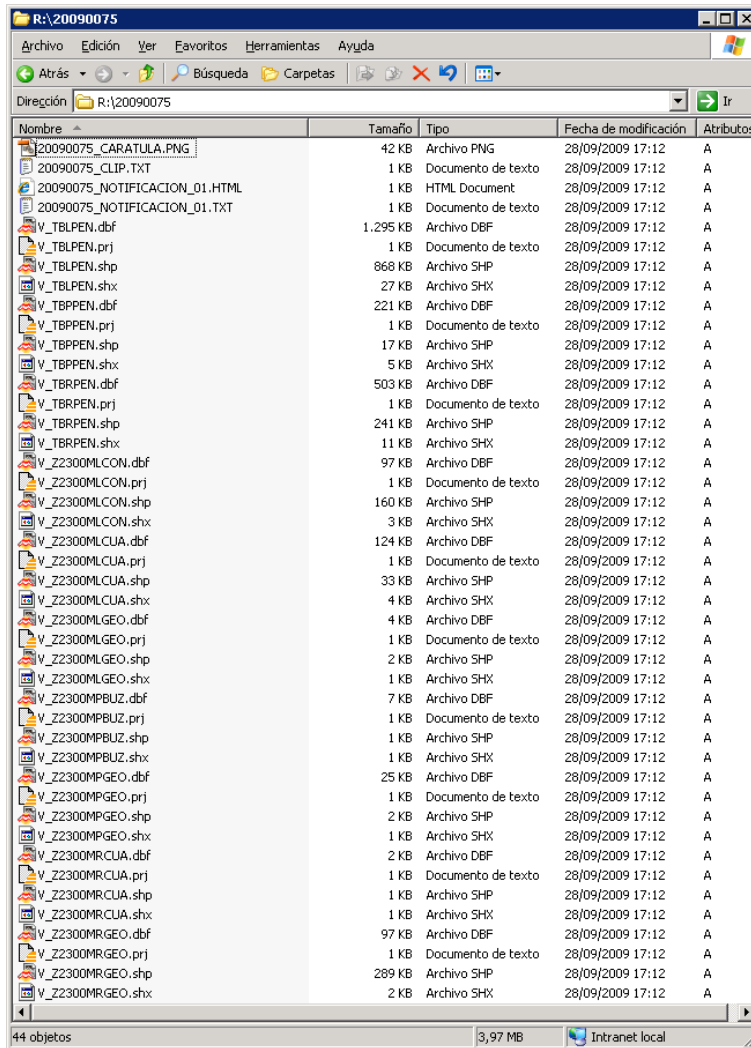 R:\20090075
Archivo Edición Ver Favoritos Herramientas Ayuda
Atrás Búsqueda Carpetas
Dirección R:\20090075 Ir
Nombre Tamaño Tipo Fecha de modificación Atributos
20090075_CARATULA.PNG 42 KB Archivo PNG 28/09/2009 17:12 A
20090075_CLIP.TXT 1 KB Documento de texto 28/09/2009 17:12 A
20090075_NOTIFICACION_01.HTML 1 KB HTML Document 28/09/2009 17:12 A
20090075_NOTIFICACION_01.TXT 1 KB Documento de texto 28/09/2009 17:12 A
V_TBLPEN.dbf 1.295 KB Archivo DBF 28/09/2009 17:12 A
V_TBLPEN.prj 1 KB Documento de texto 28/09/2009 17:12 A
V_TBLPEN.shp 868 KB Archivo SHP 28/09/2009 17:12 A
V_TBLPEN.shx 27 KB Archivo SHX 28/09/2009 17:12 A
V_TBPPEN.dbf 221 KB Archivo DBF 28/09/2009 17:12 A
V_TBPPEN.prj 1 KB Documento de texto 28/09/2009 17:12 A
V_TBPPEN.shp 17 KB Archivo SHP 28/09/2009 17:12 A
V_TBPPEN.shx 5 KB Archivo SHX 28/09/2009 17:12 A
V_TBRPEN.dbf 503 KB Archivo DBF 28/09/2009 17:12 A
V_TBRPEN.prj 1 KB Documento de texto 28/09/2009 17:12 A
V_TBRPEN.shp 241 KB Archivo SHP 28/09/2009 17:12 A
V_TBRPEN.shx 11 KB Archivo SHX 28/09/2009 17:12 A
V_Z2300MLCON.dbf 97 KB Archivo DBF 28/09/2009 17:12 A
V_Z2300MLCON.prj 1 KB Documento de texto 28/09/2009 17:12 A
V_Z2300MLCON.shp 160 KB Archivo SHP 28/09/2009 17:12 A
V_Z2300MLCON.shx 3 KB Archivo SHX 28/09/2009 17:12 A
V_Z2300MLCUA.dbf 124 KB Archivo DBF 28/09/2009 17:12 A
V_Z2300MLCUA.prj 1 KB Documento de texto 28/09/2009 17:12 A
V_Z2300MLCUA.shp 33 KB Archivo SHP 28/09/2009 17:12 A
V_Z2300MLCUA.shx 4 KB Archivo SHX 28/09/2009 17:12 A
V_Z2300MLGEO.dbf 4 KB Archivo DBF 28/09/2009 17:12 A
V_Z2300MLGEO.prj 1 KB Documento de texto 28/09/2009 17:12 A
V_Z2300MLGEO.shp 2 KB Archivo SHP 28/09/2009 17:12 A
V_Z2300MLGEO.shx 1 KB Archivo SHX 28/09/2009 17:12 A
V_Z2300MPBUZ.dbf 7 KB Archivo DBF 28/09/2009 17:12 A
V_Z2300MPBUZ.prj 1 KB Documento de texto 28/09/2009 17:12 A
V_Z2300MPBUZ.shp 1 KB Archivo SHP 28/09/2009 17:12 A
V_Z2300MPBUZ.shx 1 KB Archivo SHX 28/09/2009 17:12 A
V_Z2300MPGEO.dbf 25 KB Archivo DBF 28/09/2009 17:12 A
V_Z2300MPGEO.prj 1 KB Documento de texto 28/09/2009 17:12 A
V_Z2300MPGEO.shp 2 KB Archivo SHP 28/09/2009 17:12 A
V_Z2300MPGEO.shx 1 KB Archivo SHX 28/09/2009 17:12 A
V_Z2300MRCUA.dbf 2 KB Archivo DBF 28/09/2009 17:12 A
V_Z2300MRCUA.prj 1 KB Documento de texto 28/09/2009 17:12 A
V_Z2300MRCUA.shp 1 KB Archivo SHP 28/09/2009 17:12 A
V_Z2300MRCUA.shx 1 KB Archivo SHX 28/09/2009 17:12 A
V_Z2300MRGEO.dbf 97 KB Archivo DBF 28/09/2009 17:12 A
V_Z2300MRGEO.prj 1 KB Documento de texto 28/09/2009 17:12 A
V_Z2300MRGEO.shp 289 KB Archivo SHP 28/09/2009 17:12 A
V_Z2300MRGEO.shx 2 KB Archivo SHX 28/09/2009 17:12 A
44 objetos 3,97 MB Intranet local